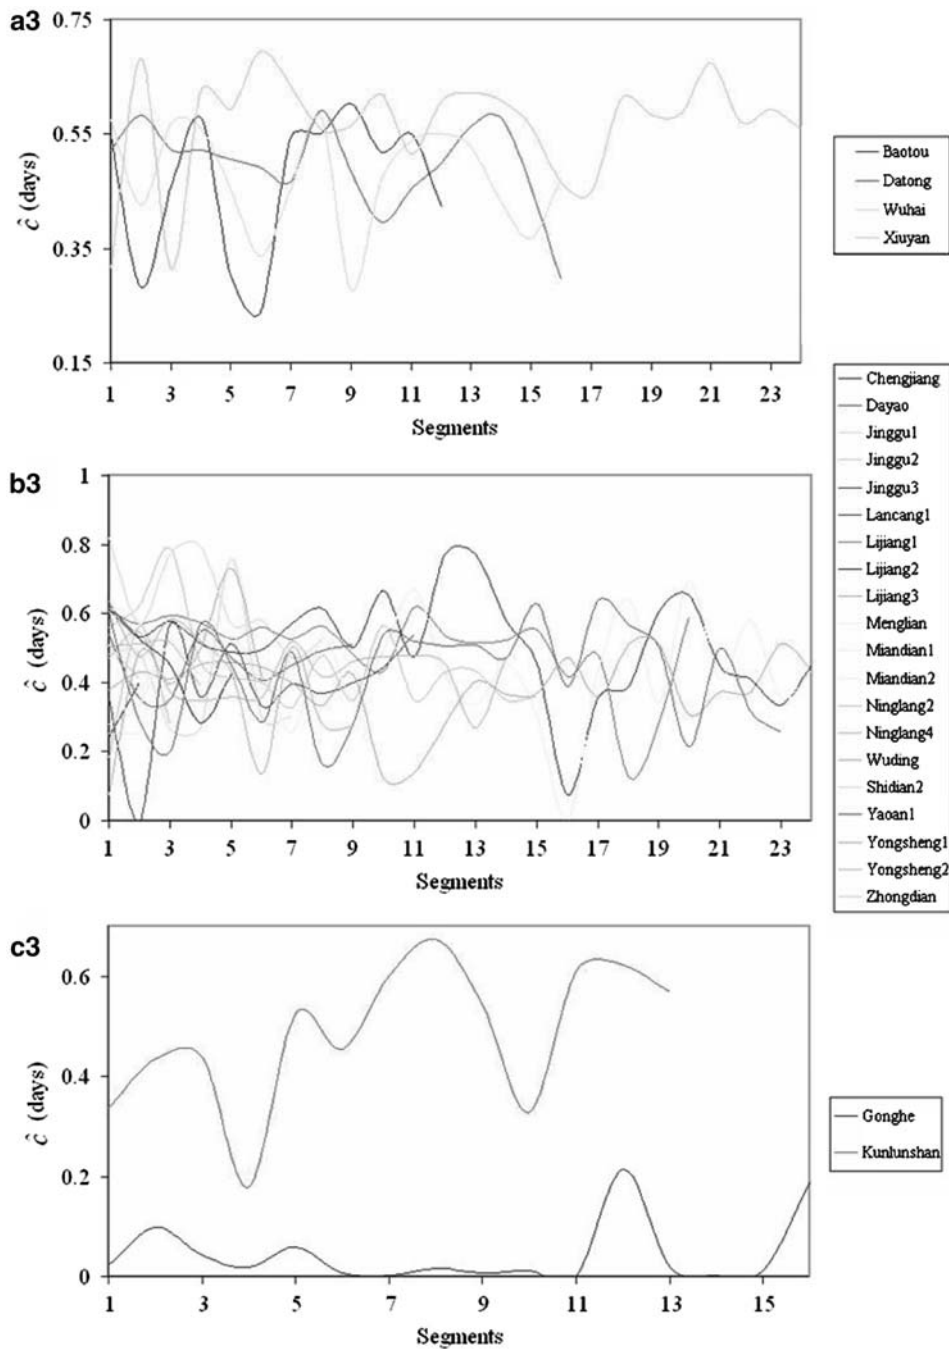 a3
0.75
0.55
0.35
0.15
ĉ (days)
1 3 5 7 9 11 13 15 17 19 21 23
Segments
Baotou
Datong
Wuhai
Xiuyan
b3
1
0.8
0.6
0.4
0.2
0
ĉ (days)
1 3 5 7 9 11 13 15 17 19 21 23
Segments
Chengjiang
Dayao
Jinggu1
Jinggu2
Jinggu3
Lancang1
Lijiang1
Lijiang2
Lijiang3
Menglian
Miandian1
Miandian2
Ninglang2
Ninglang4
Wuding
Shidian2
Yaoan1
Yongsheng1
Yongsheng2
Zhongdian
c3
0.6
0.4
0.2
0
ĉ (days)
1 3 5 7 9 11 13 15
Segments
Gonghe
Kunlunshan